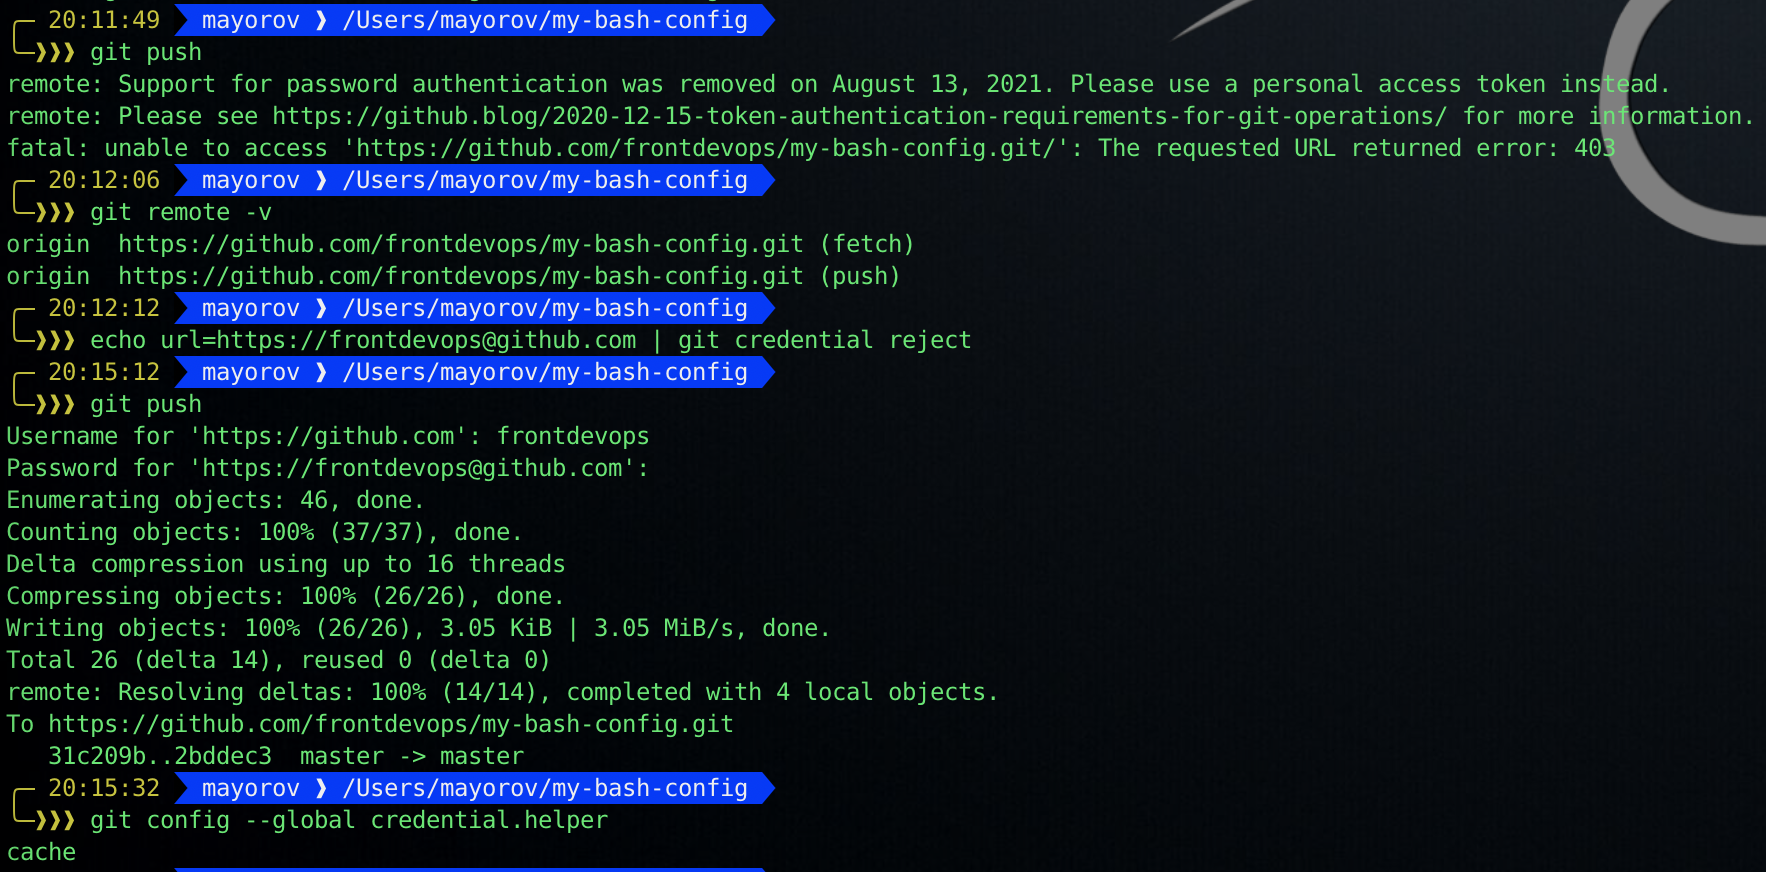 20:11:49 mayorov ❱ /Users/mayorov/my-bash-config
❱❱❱ git push
remote: Support for password authentication was removed on August 13, 2021. Please use a personal access token instead.
remote: Please see https://github.blog/2020-12-15-token-authentication-requirements-for-git-operations/ for more information.
fatal: unable to access 'https://github.com/frontdevops/my-bash-config.git/': The requested URL returned error: 403
20:12:06 mayorov ❱ /Users/mayorov/my-bash-config
❱❱❱ git remote -v
origin  https://github.com/frontdevops/my-bash-config.git (fetch)
origin  https://github.com/frontdevops/my-bash-config.git (push)
20:12:12 mayorov ❱ /Users/mayorov/my-bash-config
❱❱❱ echo url=https://frontdevops@github.com | git credential reject
20:15:12 mayorov ❱ /Users/mayorov/my-bash-config
❱❱❱ git push
Username for 'https://github.com': frontdevops
Password for 'https://frontdevops@github.com':
Enumerating objects: 46, done.
Counting objects: 100% (37/37), done.
Delta compression using up to 16 threads
Compressing objects: 100% (26/26), done.
Writing objects: 100% (26/26), 3.05 KiB | 3.05 MiB/s, done.
Total 26 (delta 14), reused 0 (delta 0)
remote: Resolving deltas: 100% (14/14), completed with 4 local objects.
To https://github.com/frontdevops/my-bash-config.git
   31c209b..2bddec3  master -> master
20:15:32 mayorov ❱ /Users/mayorov/my-bash-config
❱❱❱ git config --global credential.helper
cache